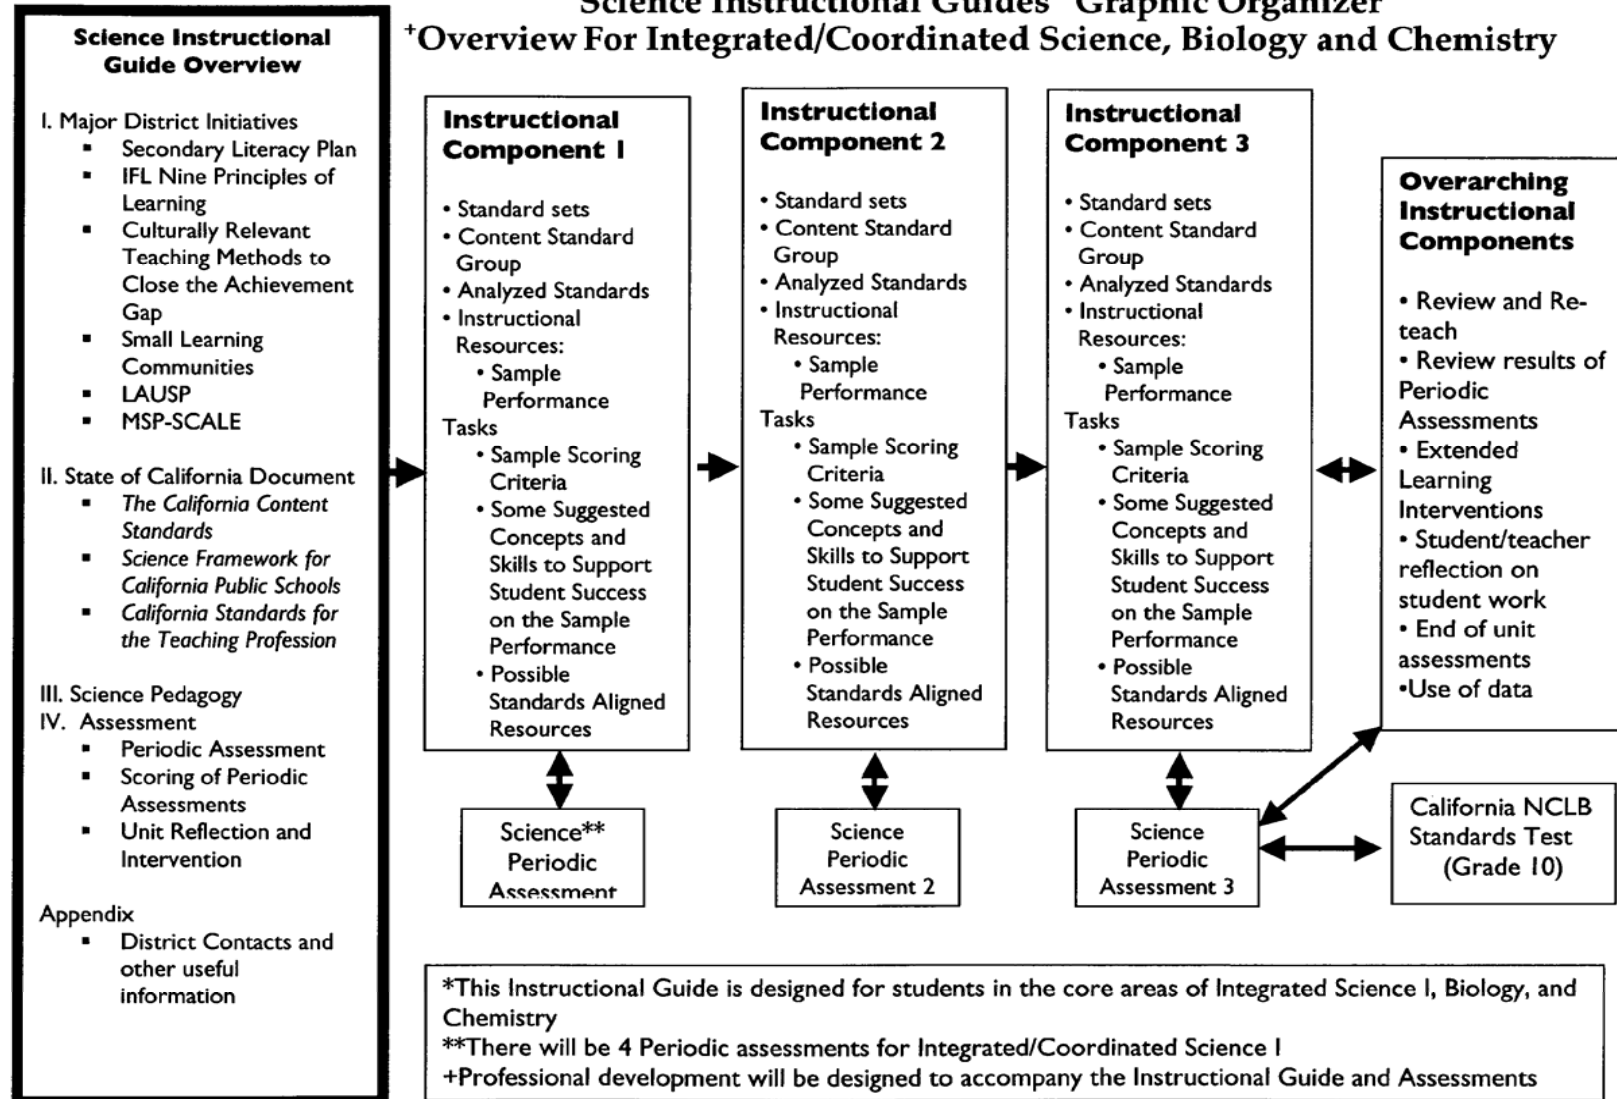 Science Instructional Guides Graphic Organizer
+Overview For Integrated/Coordinated Science, Biology and Chemistry
Science Instructional
Guide Overview
I. Major District Initiatives
▪ Secondary Literacy Plan
▪ IFL Nine Principles of
Learning
▪ Culturally Relevant
Teaching Methods to
Close the Achievement
Gap
▪ Small Learning
Communities
▪ LAUSP
▪ MSP-SCALE
II. State of California Document
▪ The California Content
Standards
▪ Science Framework for
California Public Schools
▪ California Standards for
the Teaching Profession
III. Science Pedagogy
IV. Assessment
▪ Periodic Assessment
▪ Scoring of Periodic
Assessments
▪ Unit Reflection and
Intervention
Appendix
▪ District Contacts and
other useful
information
Instructional
Component 1
• Standard sets
• Content Standard
Group
• Analyzed Standards
• Instructional
Resources:
• Sample
Performance
Tasks
• Sample Scoring
Criteria
• Some Suggested
Concepts and
Skills to Support
Student Success
on the Sample
Performance
• Possible
Standards Aligned
Resources
Science**
Periodic
Assessment
Instructional
Component 2
• Standard sets
• Content Standard
Group
• Analyzed Standards
• Instructional
Resources:
• Sample
Performance
Tasks
• Sample Scoring
Criteria
• Some Suggested
Concepts and
Skills to Support
Student Success
on the Sample
Performance
• Possible
Standards Aligned
Resources
Science
Periodic
Assessment 2
Instructional
Component 3
• Standard sets
• Content Standard
Group
• Analyzed Standards
• Instructional
Resources:
• Sample
Performance
Tasks
• Sample Scoring
Criteria
• Some Suggested
Concepts and
Skills to Support
Student Success
on the Sample
Performance
• Possible
Standards Aligned
Resources
Science
Periodic
Assessment 3
Overarching
Instructional
Components
• Review and Re-
teach
• Review results of
Periodic
Assessments
• Extended
Learning
Interventions
• Student/teacher
reflection on
student work
• End of unit
assessments
•Use of data
California NCLB
Standards Test
(Grade 10)
*This Instructional Guide is designed for students in the core areas of Integrated Science I, Biology, and
Chemistry
**There will be 4 Periodic assessments for Integrated/Coordinated Science I
+Professional development will be designed to accompany the Instructional Guide and Assessments